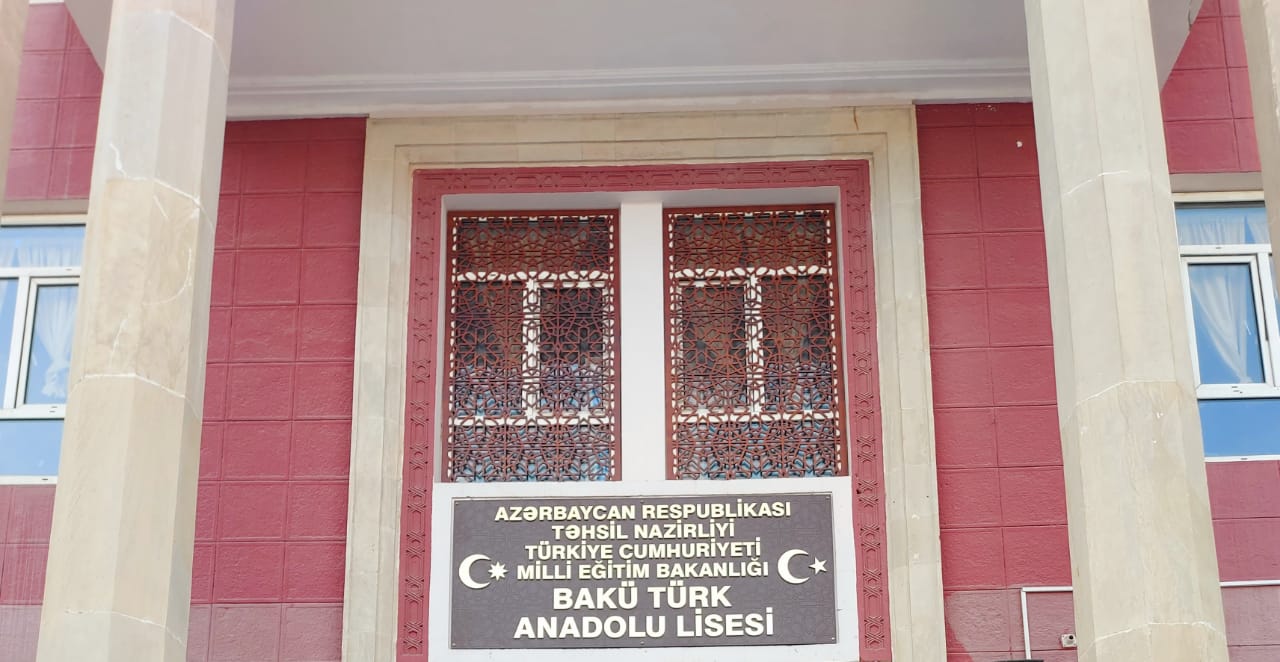 AZƏRBAYCAN RESPUBLİKASI
TƏHSİL NAZİRLİYİ
TÜRKİYE CUMHURİYETİ
MİLLİ EĞİTİM BAKANLIĞI
BAKÜ TÜRK
ANADOLU LİSESİ